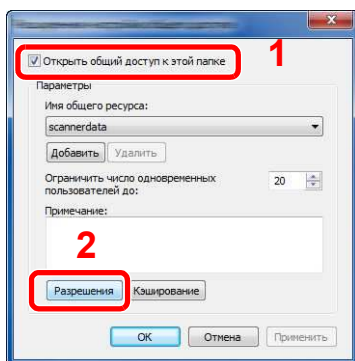 1
Открыть общий доступ к этой папке
Параметры
Имя общего ресурса:
scannerdata
Добавить Удалить
Ограничить число одновременных 20
пользователей до:
Примечание:
2
Разрешения Кэширование
OK Отмена Применить